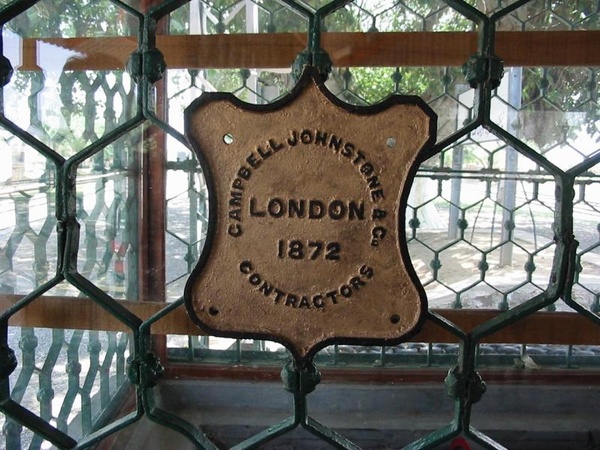 CAMPBELL JOHNSTONE & Co
LONDON
1872
CONTRACTORS